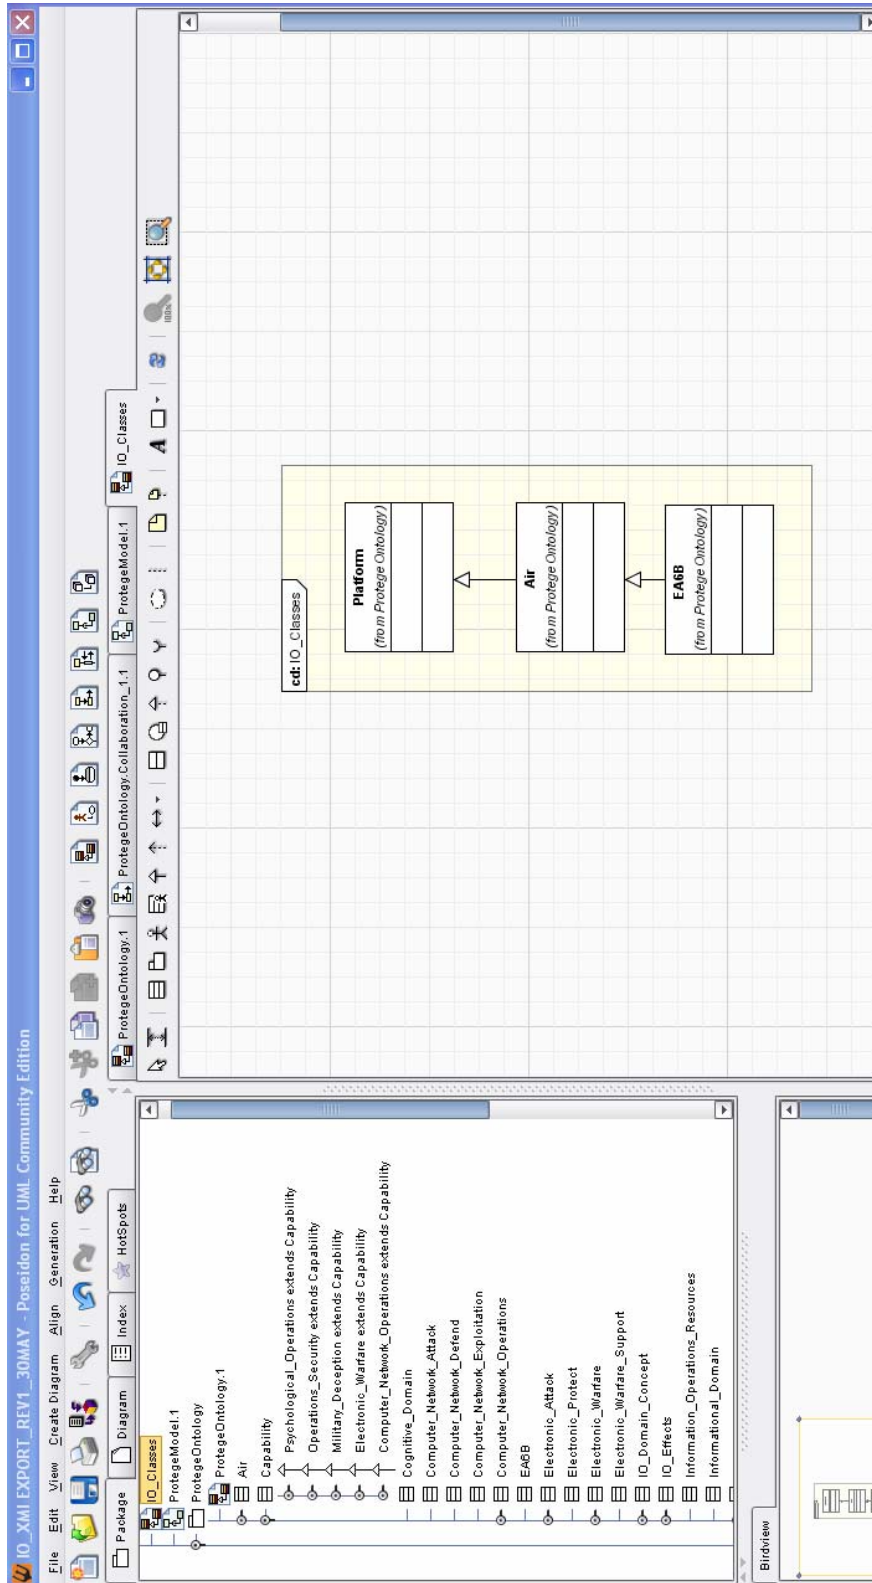 IO_XMI EXPORT_REV1_30MAY - Poseidon for UML Community Edition
File Edit View Create Diagram Align Generation Help
Package Diagram Index HotSpots
IO_Classes
ProtegeModel.1
ProtegeOntology
ProtegeOntology.1
Air
Capability
Psychological_Operations extends Capability
Operations_Security extends Capability
Military_Deception extends Capability
Electronic_Warfare extends Capability
Computer_Network_Operations extends Capability
Cognitive_Domain
Computer_Network_Attack
Computer_Network_Defend
Computer_Network_Exploitation
Computer_Network_Operations
EA6B
Electronic_Attack
Electronic_Protect
Electronic_Warfare
Electronic_Warfare_Support
IO_Domain_Concept
IO_Effects
Information_Operations_Resources
Informational_Domain
Birdview
ProtegeOntology.1 ProtegeOntology.Collaboration_1.1 ProtegeModel.1 IO_Classes
A 100%
cd: IO_Classes
Platform
(from Protege Ontology)
Air
(from Protege Ontology)
EA6B
(from Protege Ontology)